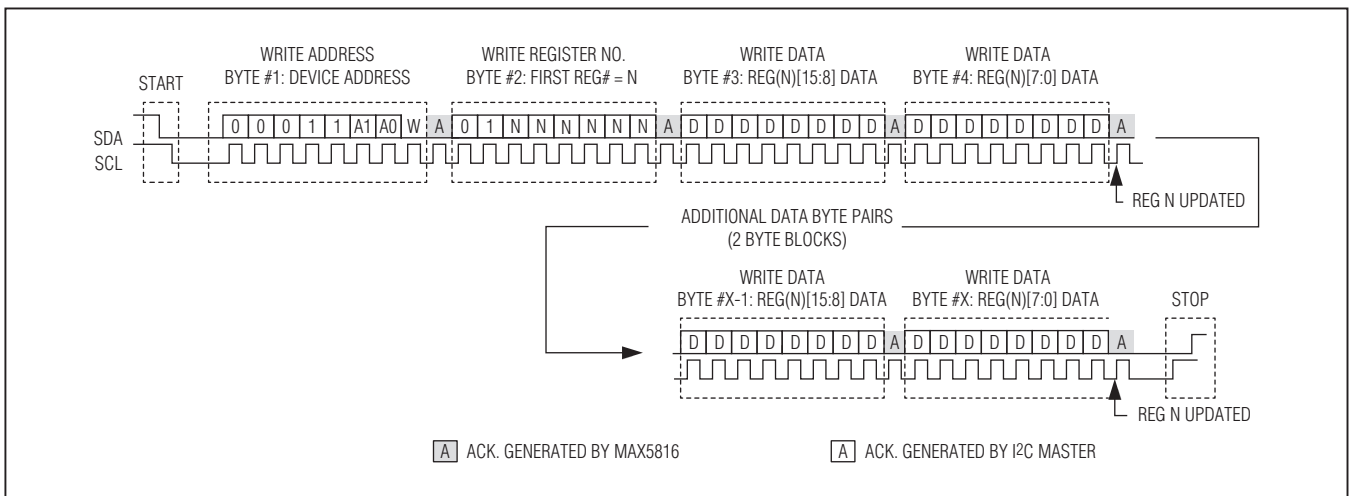 WRITE ADDRESS
BYTE #1: DEVICE ADDRESS
WRITE REGISTER NO.
BYTE #2: FIRST REG# = N
WRITE DATA
BYTE #3: REG(N)[15:8] DATA
WRITE DATA
BYTE #4: REG(N)[7:0] DATA
START
SDA
0 0 0 1 1 A1 A0 W A 0 1 N N N N N N A D D D D D D D D A D D D D D D D D A
SCL
REG N UPDATED
ADDITIONAL DATA BYTE PAIRS
(2 BYTE BLOCKS)
WRITE DATA
BYTE #X-1: REG(N)[15:8] DATA
WRITE DATA
BYTE #X: REG(N)[7:0] DATA
STOP
D D D D D D D D A D D D D D D D D A
REG N UPDATED
A ACK. GENERATED BY MAX5816
A ACK. GENERATED BY I²C MASTER